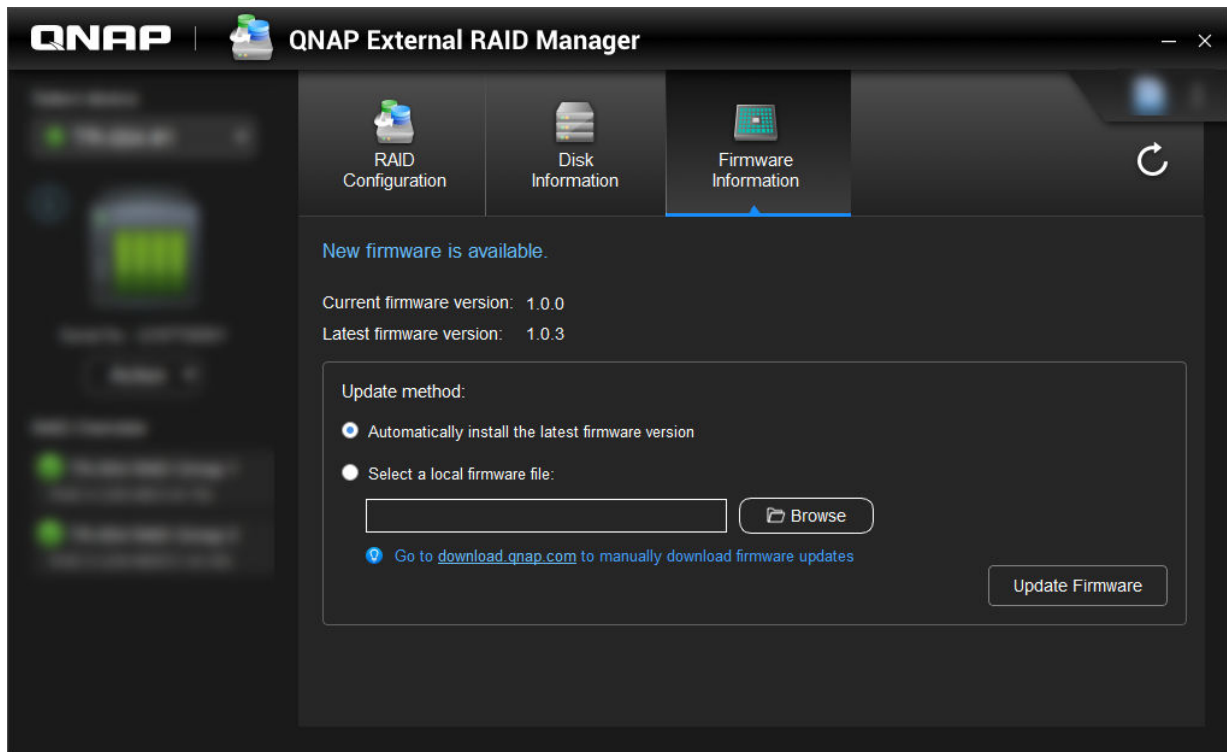 QNAP
QNAP External RAID Manager
RAID
Configuration
Disk
Information
Firmware
Information
New firmware is available.
Current firmware version: 1.0.0
Latest firmware version: 1.0.3
Update method:
Automatically install the latest firmware version
Select a local firmware file:
Browse
Go to download.qnap.com to manually download firmware updates
Update Firmware